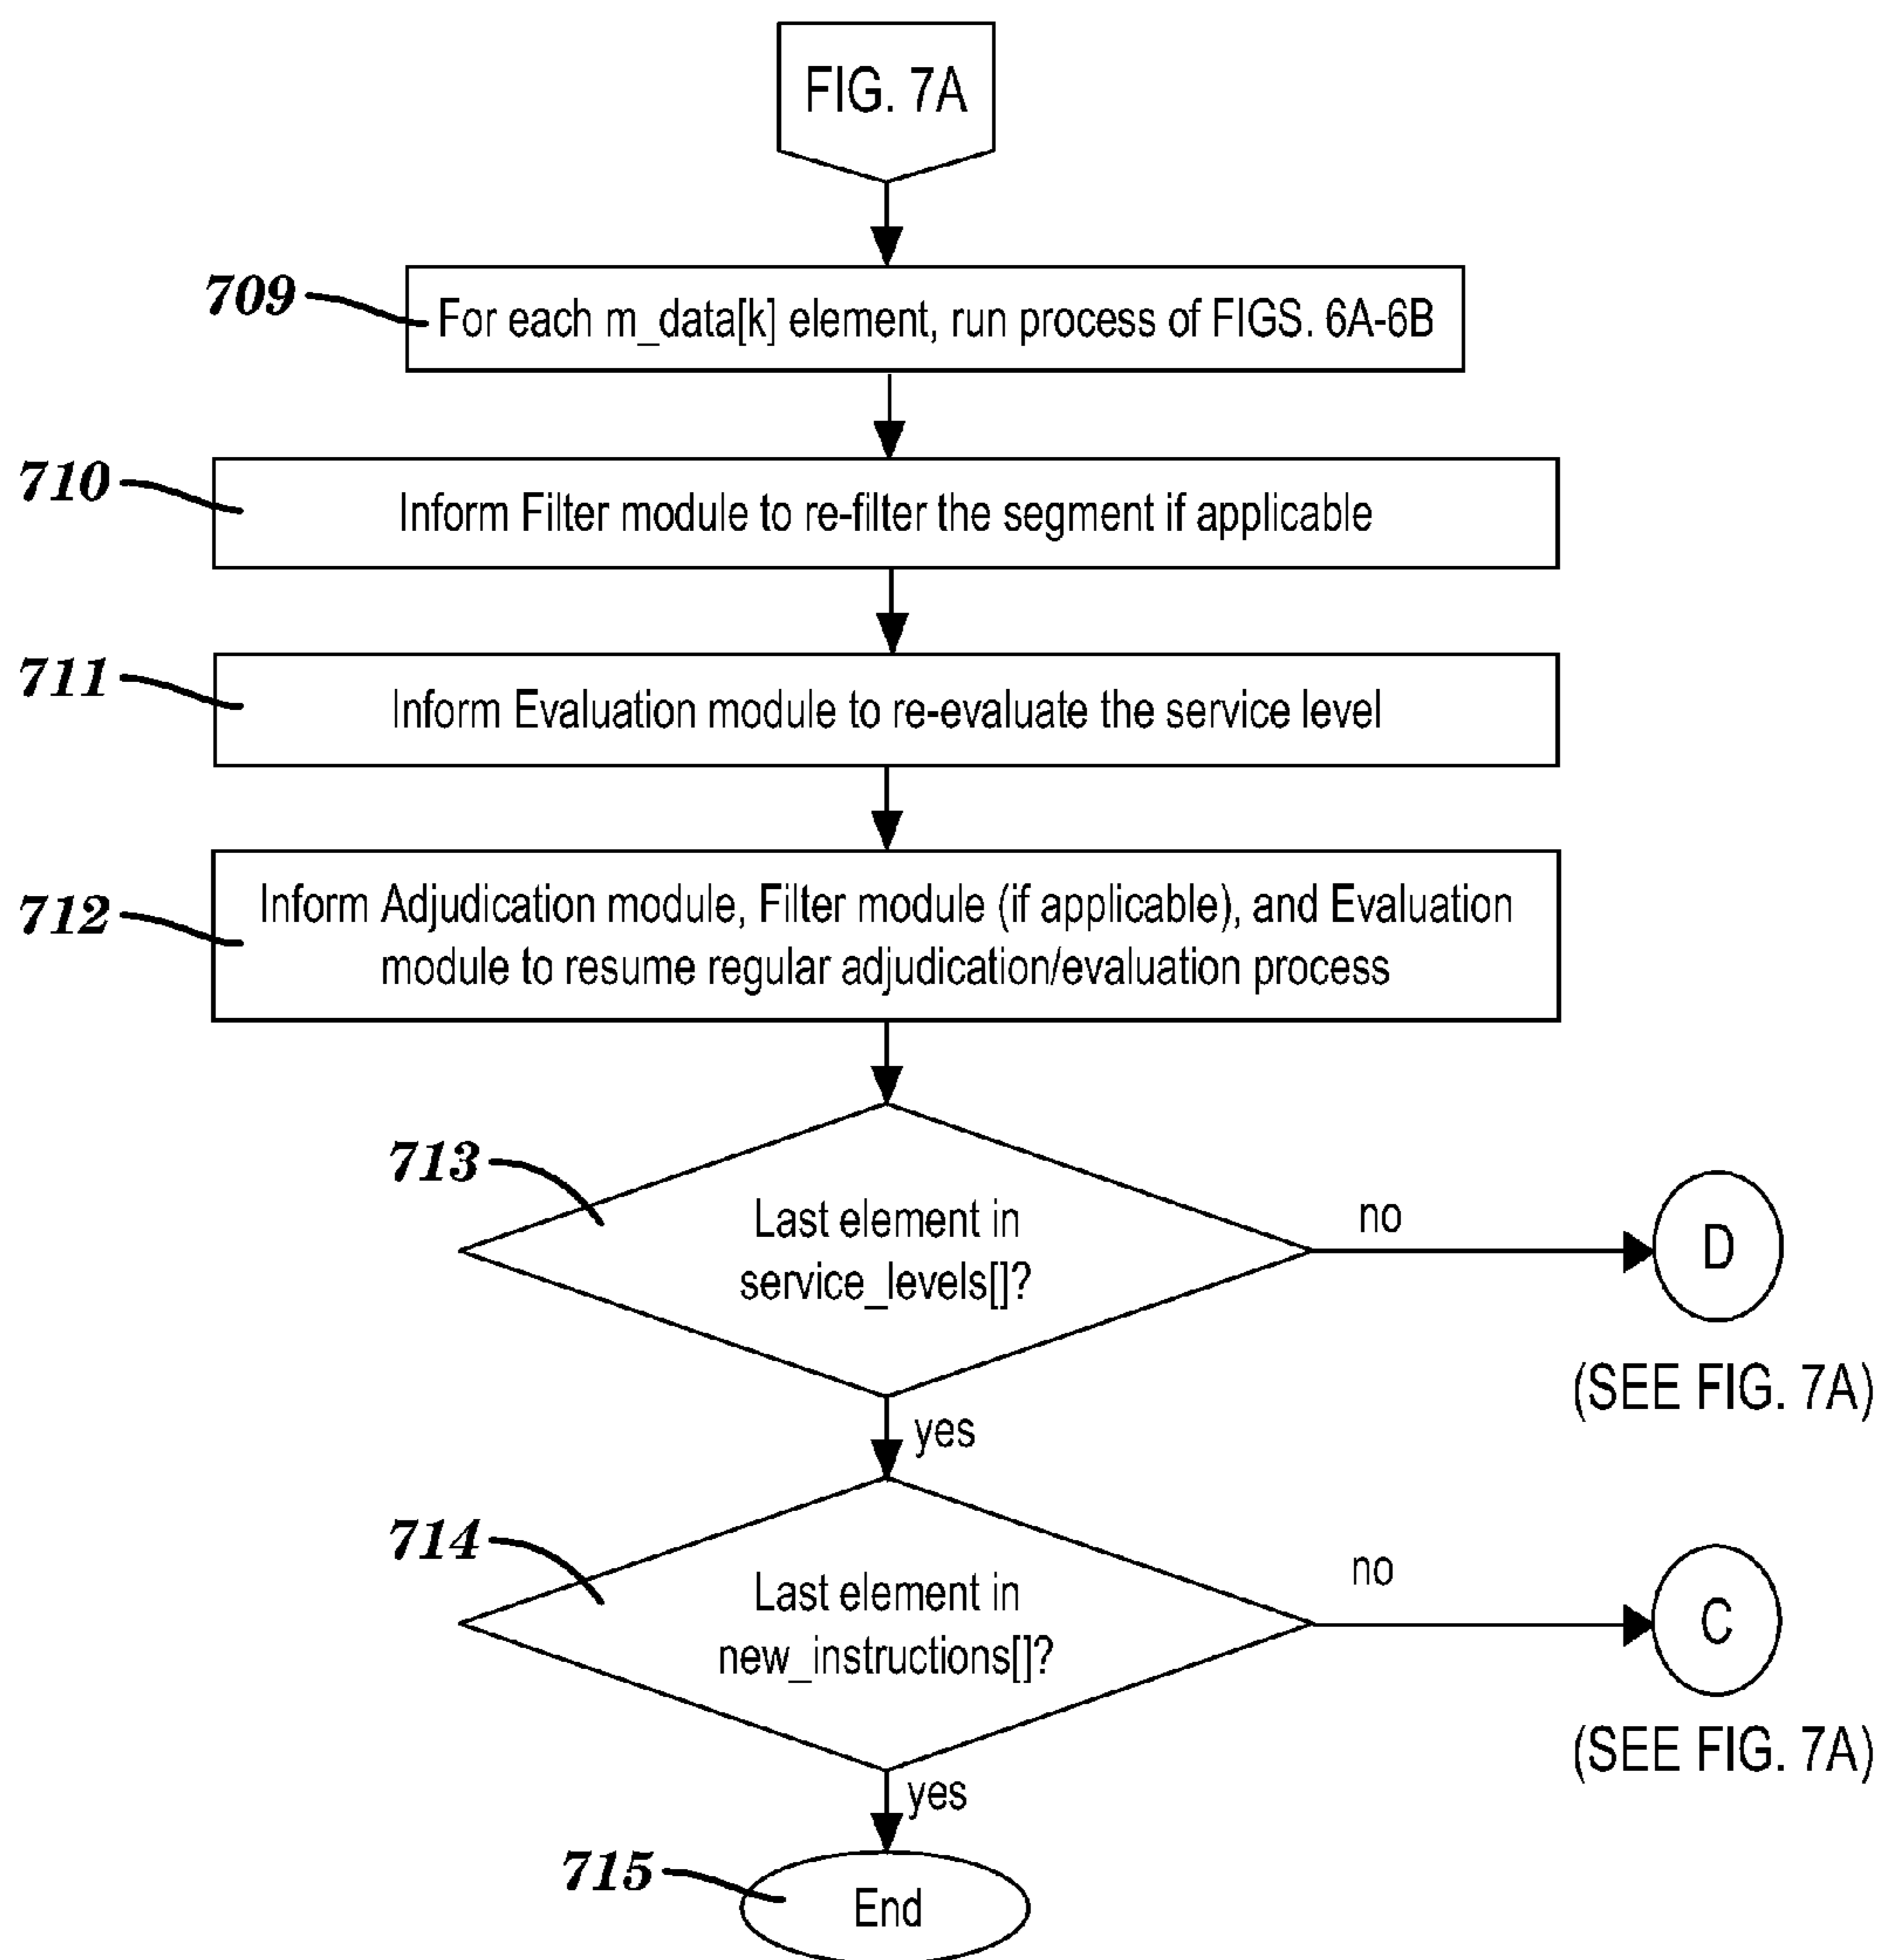 FIG. 7A
709
For each m_data[k] element, run process of FIGS. 6A-6B
710
Inform Filter module to re-filter the segment if applicable
711
Inform Evaluation module to re-evaluate the service level
712
Inform Adjudication module, Filter module (if applicable), and Evaluation
module to resume regular adjudication/evaluation process
713
Last element in
service_levels[]?
no
D
(SEE FIG. 7A)
yes
714
Last element in
new_instructions[]?
no
C
(SEE FIG. 7A)
yes
715
End